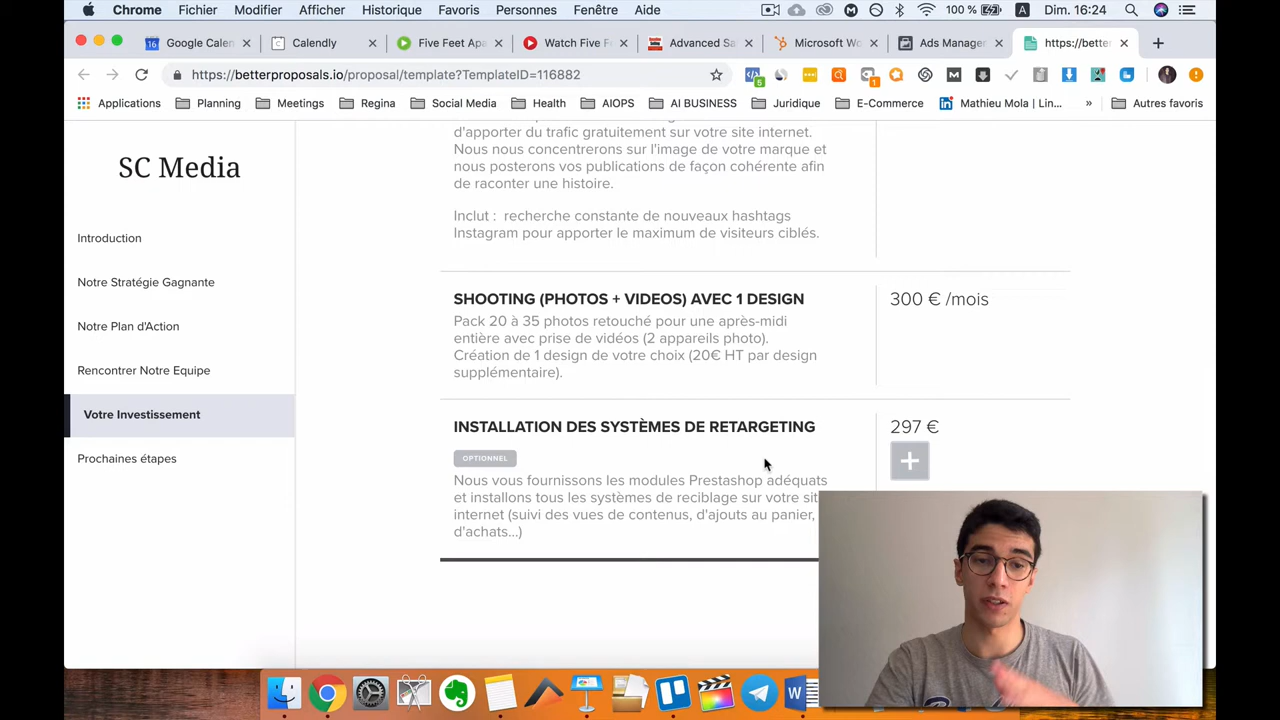 Chrome Fichier Modifier Afficher Historique Favoris Personnes Fenêtre Aide 100 % A Dim. 16:24
16 Google Calen Calendly Five Feet Apa Watch Five F Advanced Sa Microsoft Wo Ads Manager https://bette
https://betterproposals.io/proposal/template?TemplateID=116882
Applications Planning Meetings Regina Social Media Health AIOPS AI BUSINESS Juridique E-Commerce Mathieu Mola | Lin... » Autres favoris
SC Media
Introduction
Notre Stratégie Gagnante
Notre Plan d'Action
Rencontrer Notre Equipe
Votre Investissement
Prochaines étapes
d'apporter du trafic gratuitement sur votre site internet.
Nous nous concentrerons sur l'image de votre marque et
nous posterons vos publications de façon cohérente afin
de raconter une histoire.
Inclut : recherche constante de nouveaux hashtags
Instagram pour apporter le maximum de visiteurs ciblés.
SHOOTING (PHOTOS + VIDEOS) AVEC 1 DESIGN
300 € /mois
Pack 20 à 35 photos retouché pour une après-midi
entière avec prise de vidéos (2 appareils photo).
Création de 1 design de votre choix (20€ HT par design
supplémentaire).
INSTALLATION DES SYSTÈMES DE RETARGETING
297 €
OPTIONNEL
Nous vous fournissons les modules Prestashop adéquats
et installons tous les systèmes de reciblage sur votre sit
internet (suivi des vues de contenus, d'ajouts au panier,
d'achats...)